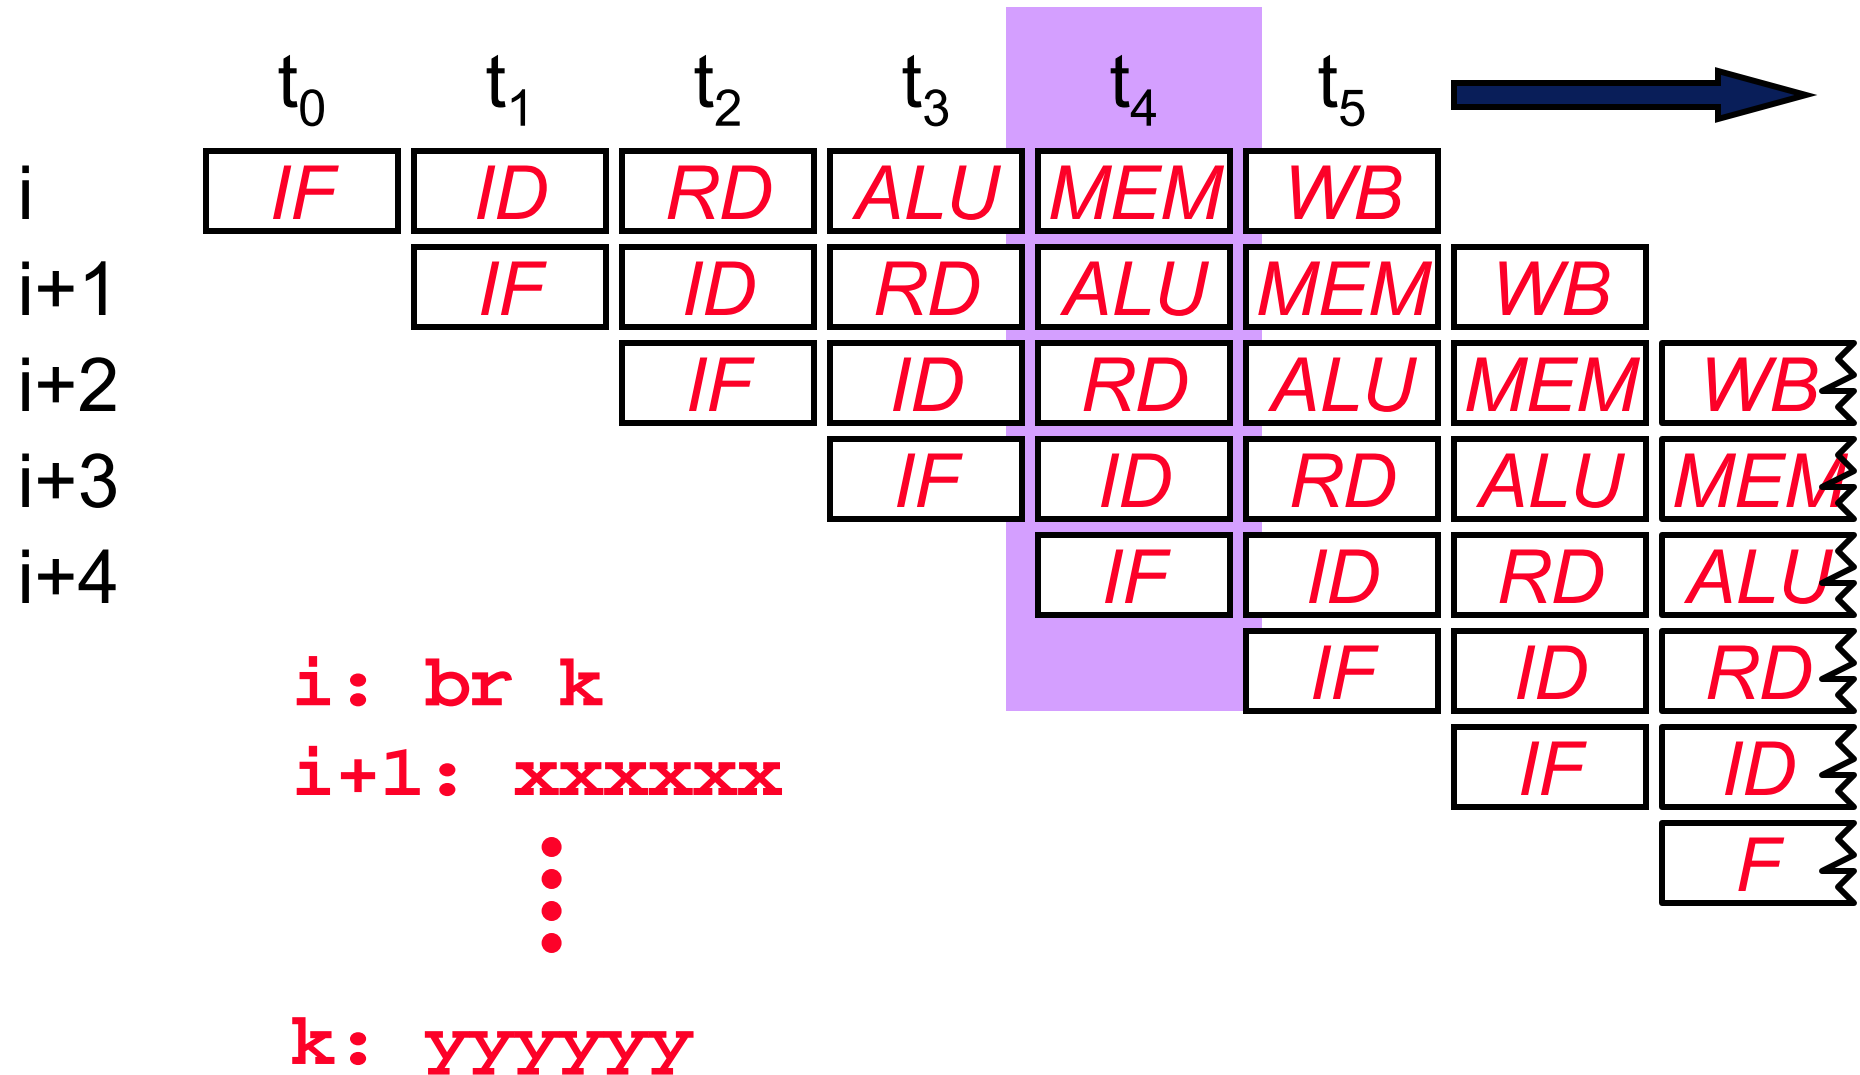 t0 t1 t2 t3 t4 t5
i IF ID RD ALU MEM WB
i+1 IF ID RD ALU MEM WB
i+2 IF ID RD ALU MEM WB
i+3 IF ID RD ALU MEM
i+4 IF ID RD ALU
IF ID RD
IF ID
F
i: br k
i+1: xxxxxx
k: yyyyyy